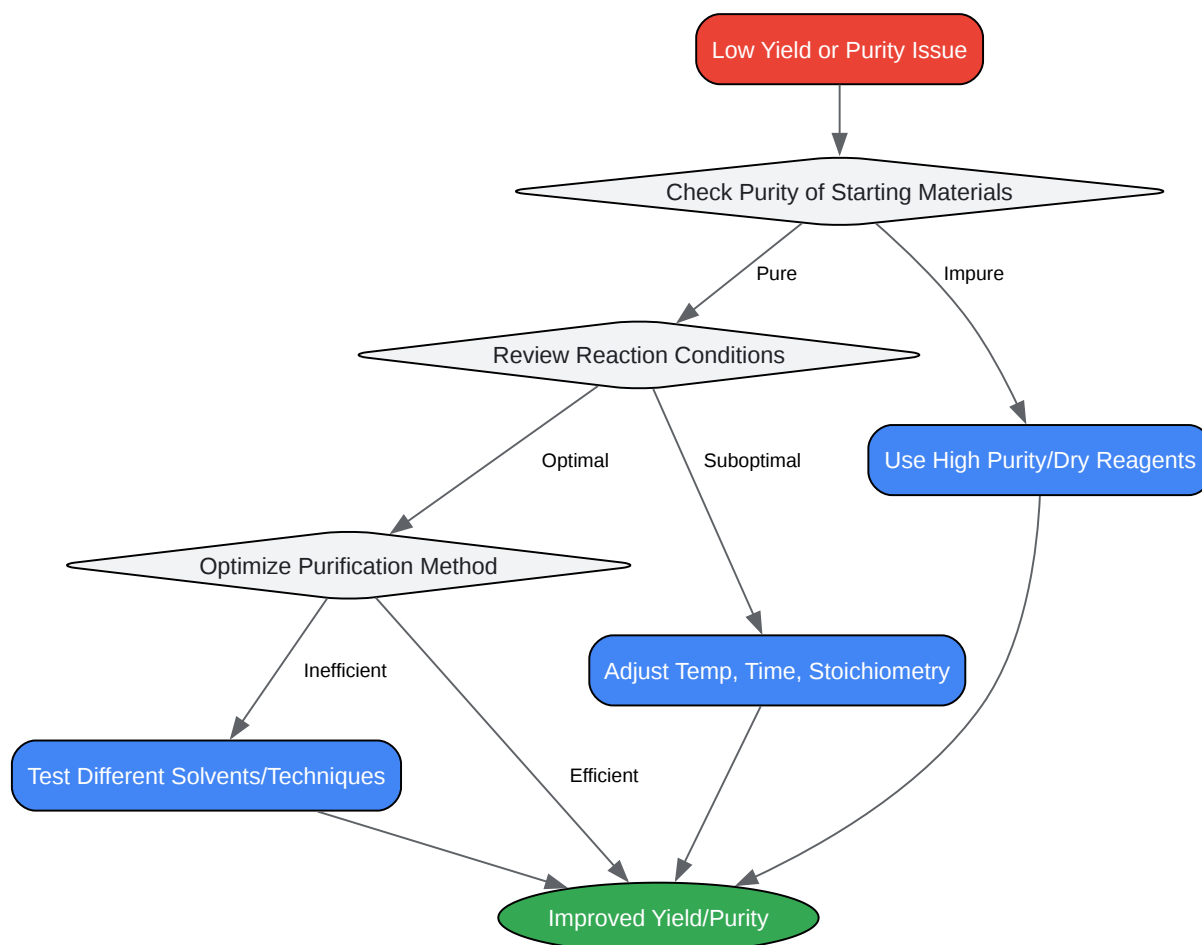 Low Yield or Purity Issue
Check Purity of Starting Materials
Pure
Impure
Review Reaction Conditions
Optimal
Suboptimal
Use High Purity/Dry Reagents
Optimize Purification Method
Inefficient
Adjust Temp, Time, Stoichiometry
Test Different Solvents/Techniques
Efficient
Improved Yield/Purity